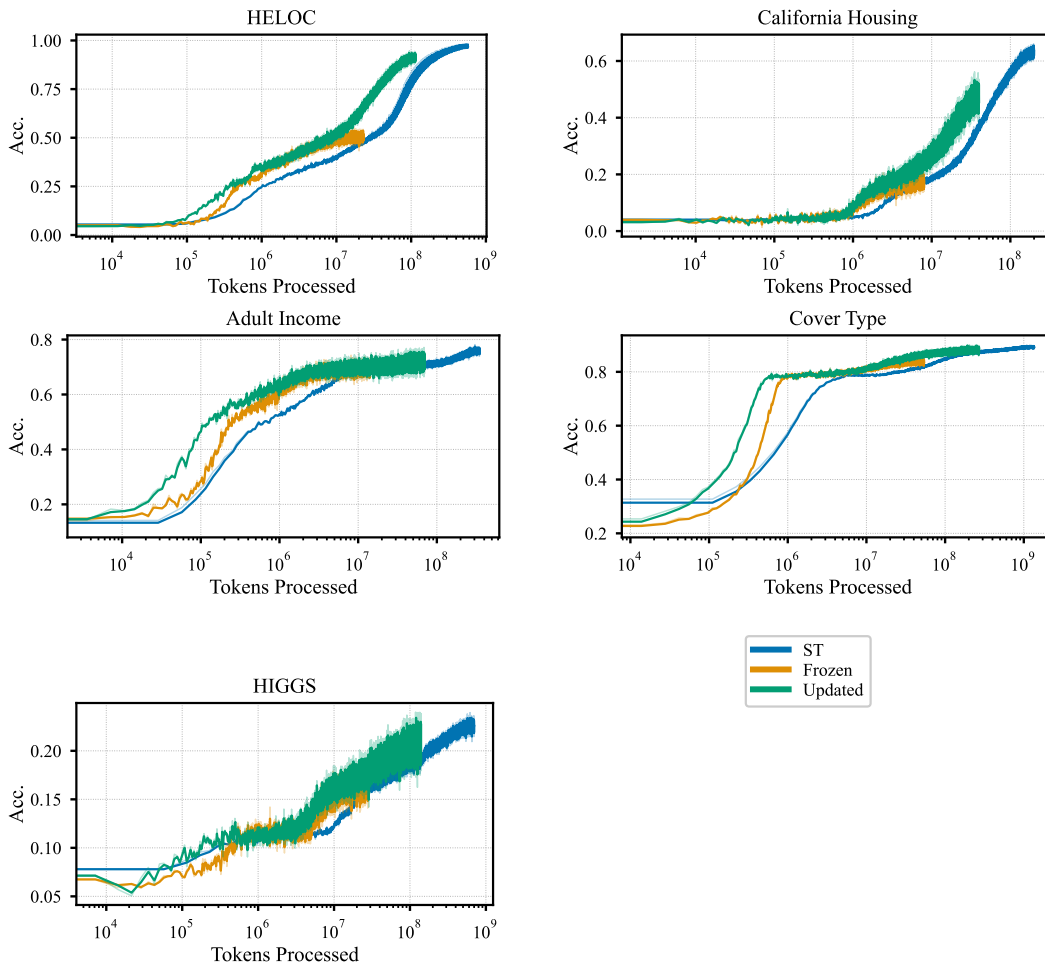 HELOC
Acc.
1.00
0.75
0.50
0.25
0.00
10^4 10^5 10^6 10^7 10^8 10^9
Tokens Processed
California Housing
Acc.
0.6
0.4
0.2
0.0
10^4 10^5 10^6 10^7 10^8
Tokens Processed
Adult Income
Acc.
0.8
0.6
0.4
0.2
10^4 10^5 10^6 10^7 10^8
Tokens Processed
Cover Type
Acc.
0.8
0.6
0.4
0.2
10^4 10^5 10^6 10^7 10^8 10^9
Tokens Processed
ST
Frozen
Updated
HIGGS
Acc.
0.20
0.15
0.10
0.05
10^4 10^5 10^6 10^7 10^8 10^9
Tokens Processed